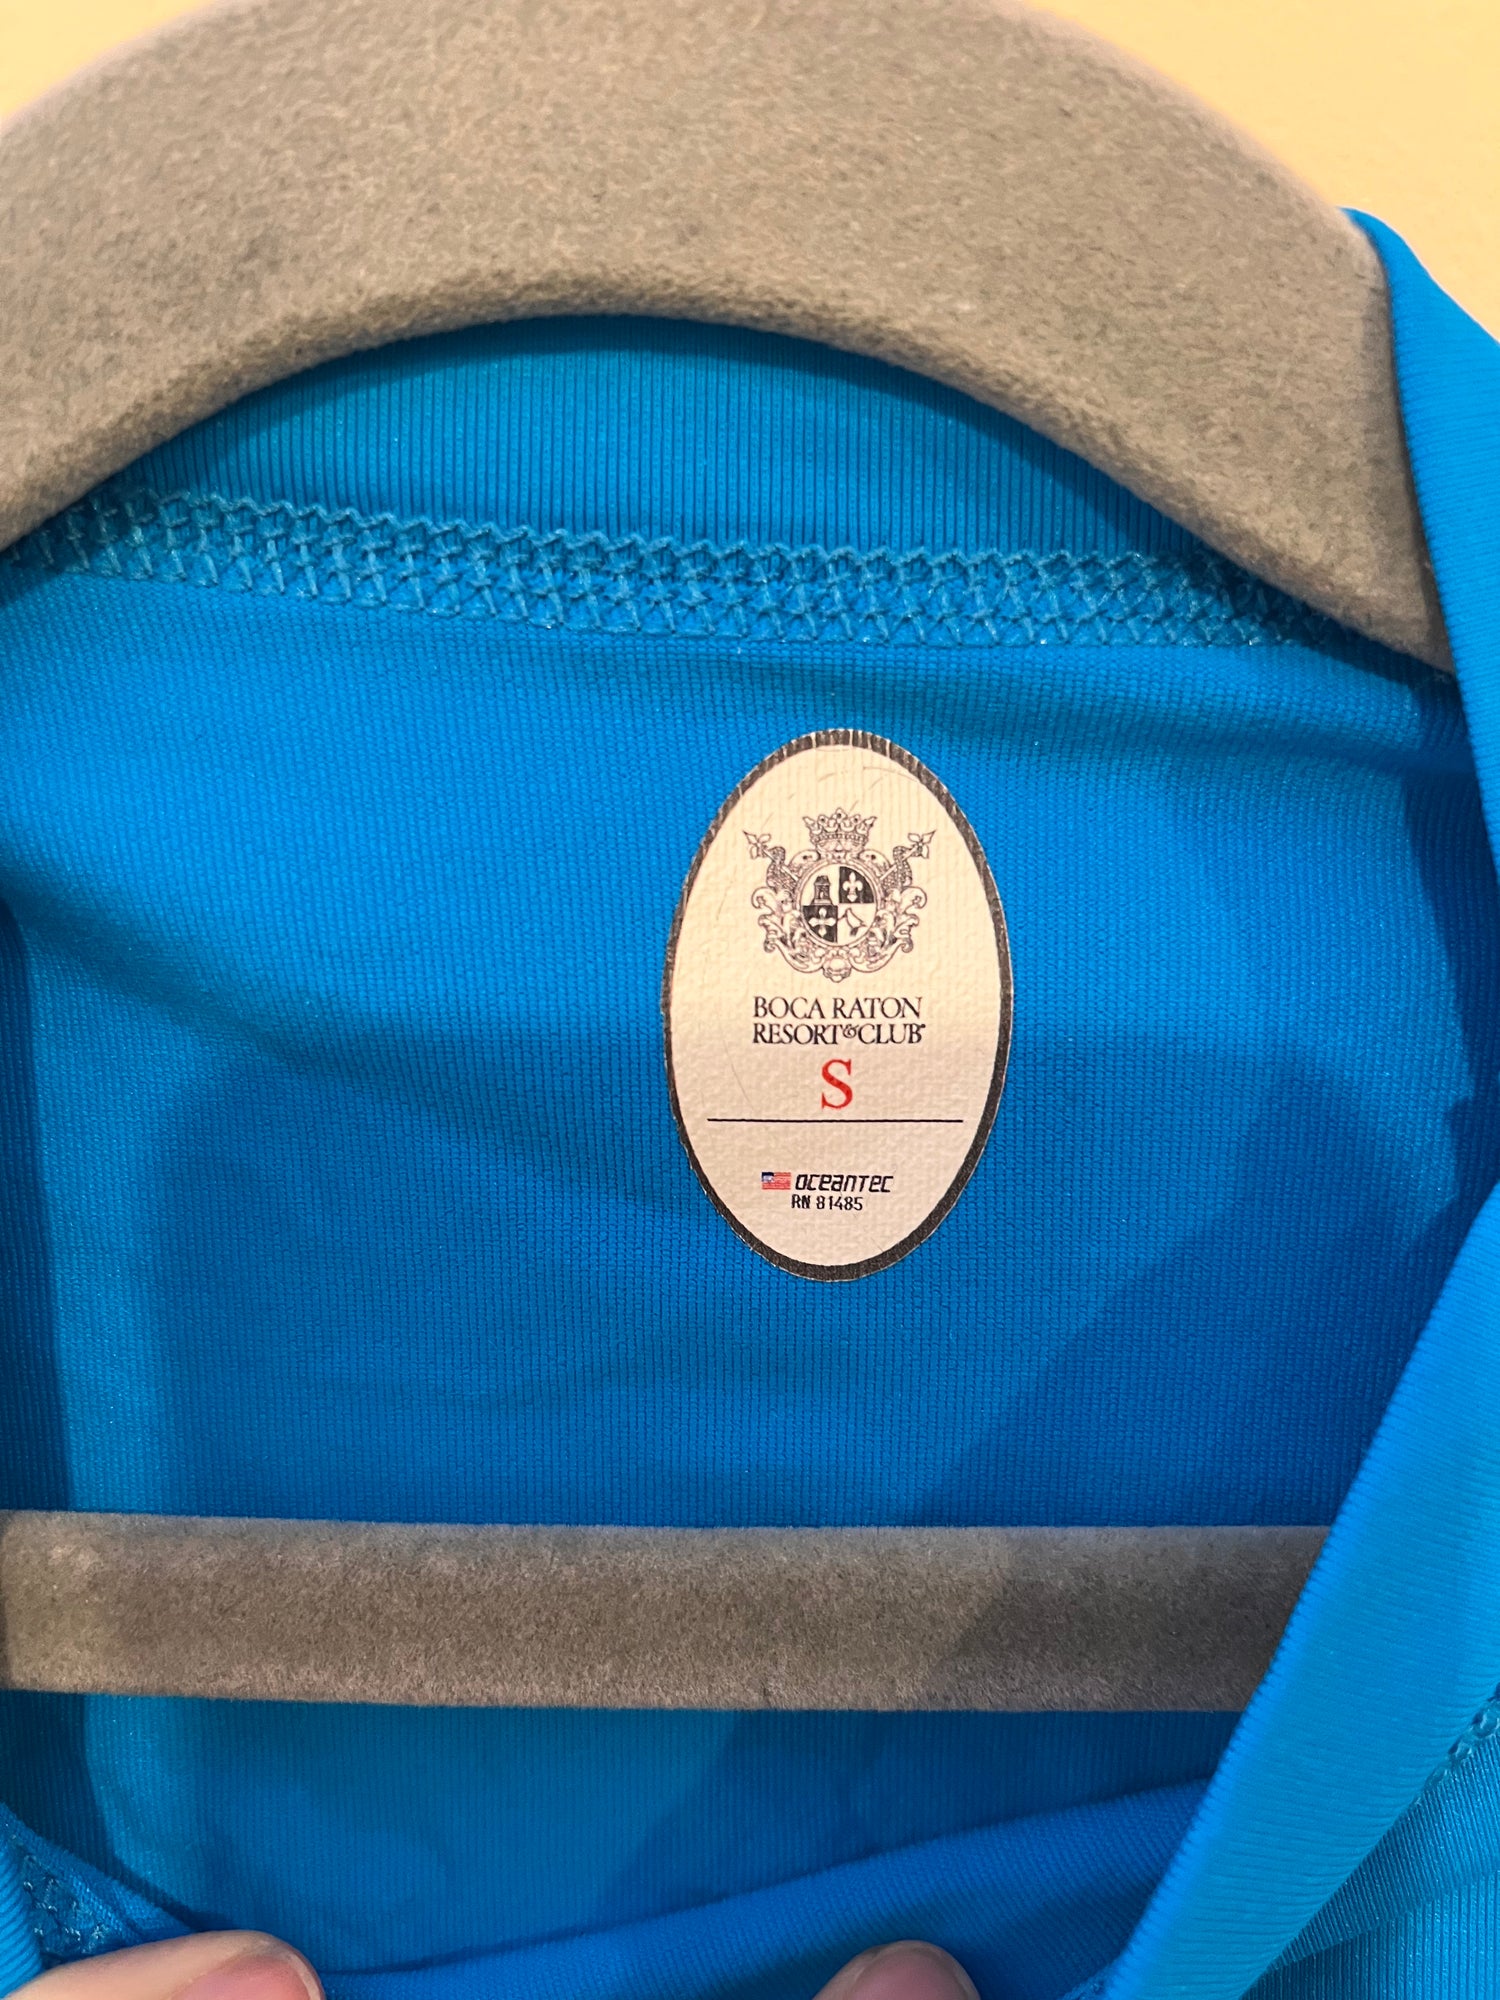 BOCA RATON
RESORT & CLUB®
S
OCEANTEC
RN 81485